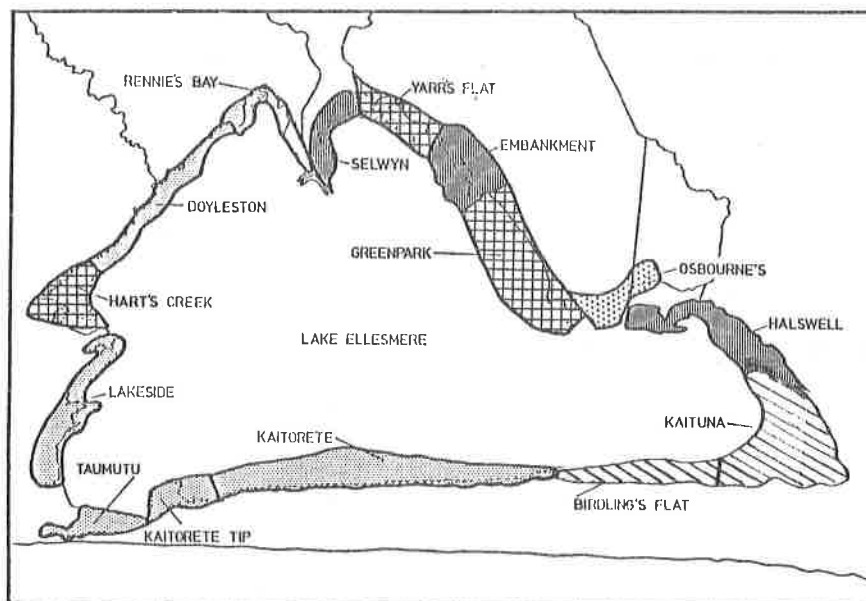 RENNIE'S BAY
YARR'S FLAT
EMBANKMENT
SELWYN
DOYLESTON
GREENPARK
OSBOURNE'S
HART'S CREEK
HALSWELL
LAKE ELLESMERE
LAKESIDE
KAITUNA
KAITORETE
TAUMUTU
BIRDLING'S FLAT
KAITORETE TIP